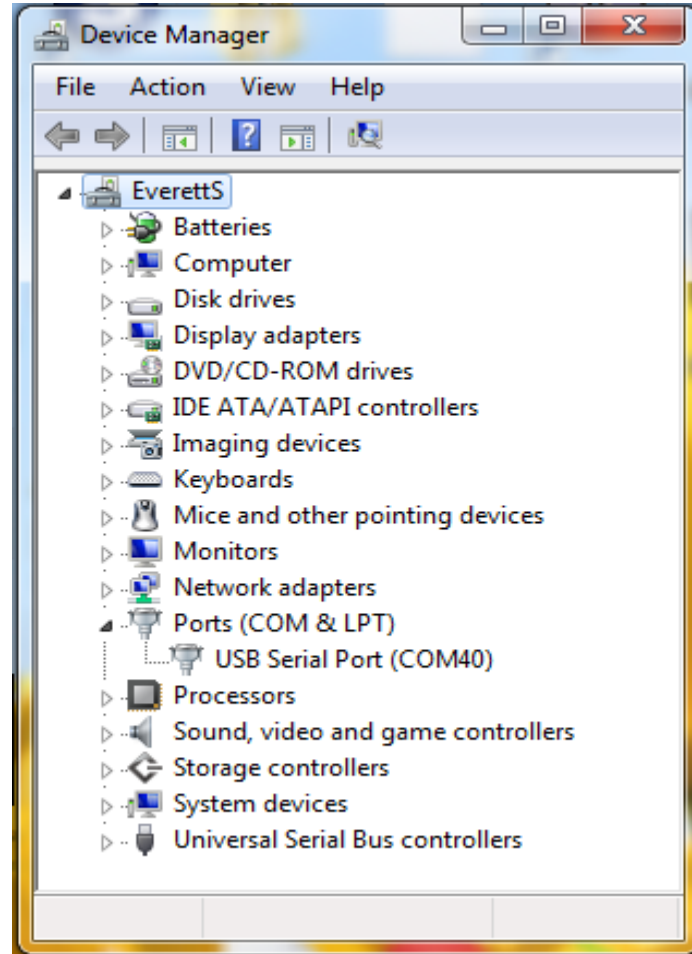 Device Manager
File Action View Help
EverettS
Batteries
Computer
Disk drives
Display adapters
DVD/CD-ROM drives
IDE ATA/ATAPI controllers
Imaging devices
Keyboards
Mice and other pointing devices
Monitors
Network adapters
Ports (COM & LPT)
USB Serial Port (COM40)
Processors
Sound, video and game controllers
Storage controllers
System devices
Universal Serial Bus controllers